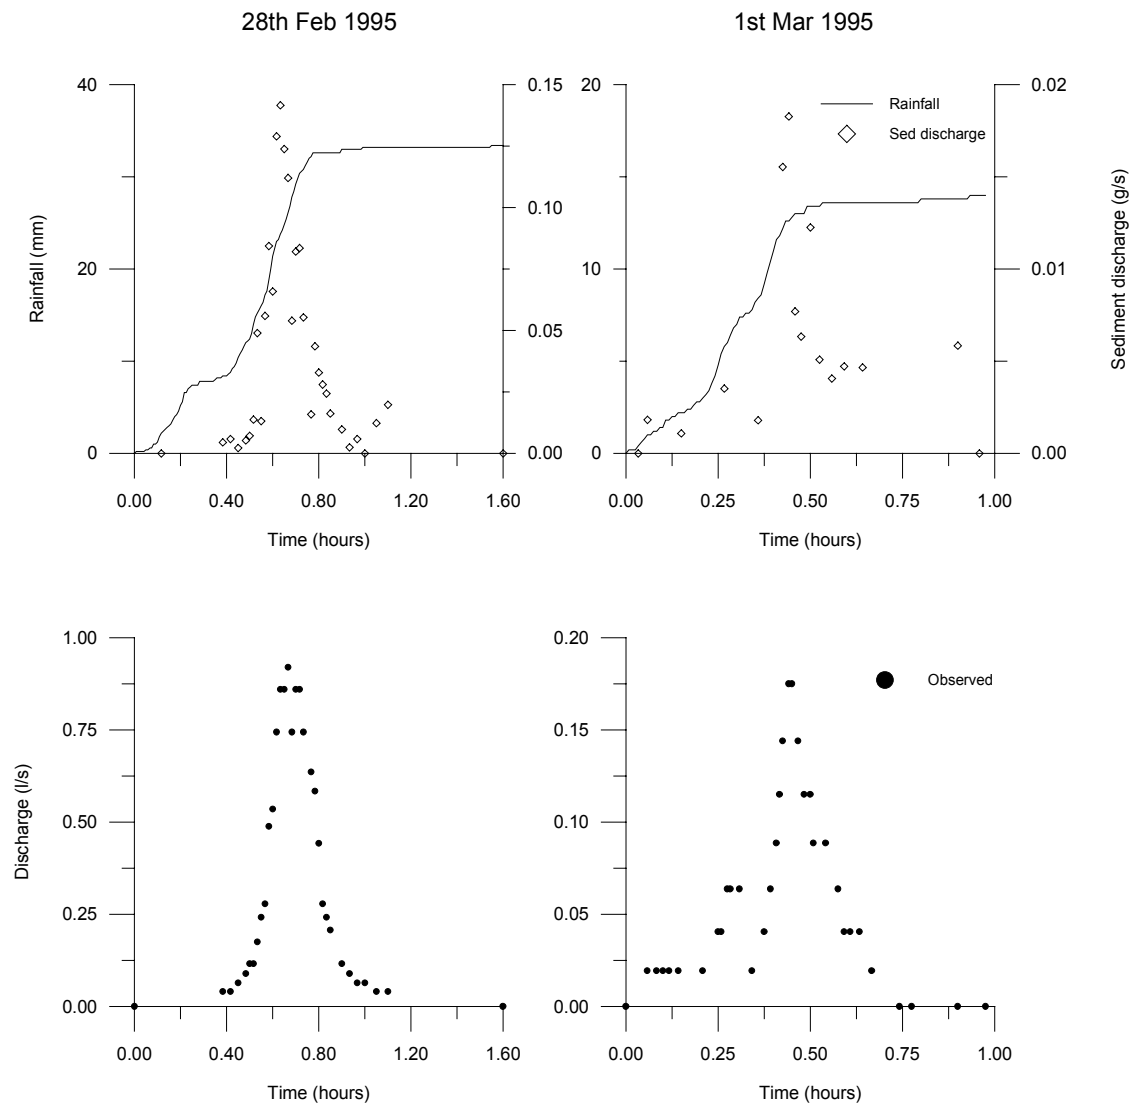 28th Feb 1995
1st Mar 1995
40
0.15
20
0.02
Rainfall
Sed discharge
0.10
20
10
0.01
0.05
0
0.00
0
0.00
Rainfall (mm)
Sediment discharge (g/s)
0.00 0.40 0.80 1.20 1.60
0.00 0.25 0.50 0.75 1.00
Time (hours)
Time (hours)
1.00
0.20
Observed
0.75
0.15
0.50
0.10
0.25
0.05
0.00
0.00
Discharge (l/s)
0.00 0.40 0.80 1.20 1.60
0.00 0.25 0.50 0.75 1.00
Time (hours)
Time (hours)